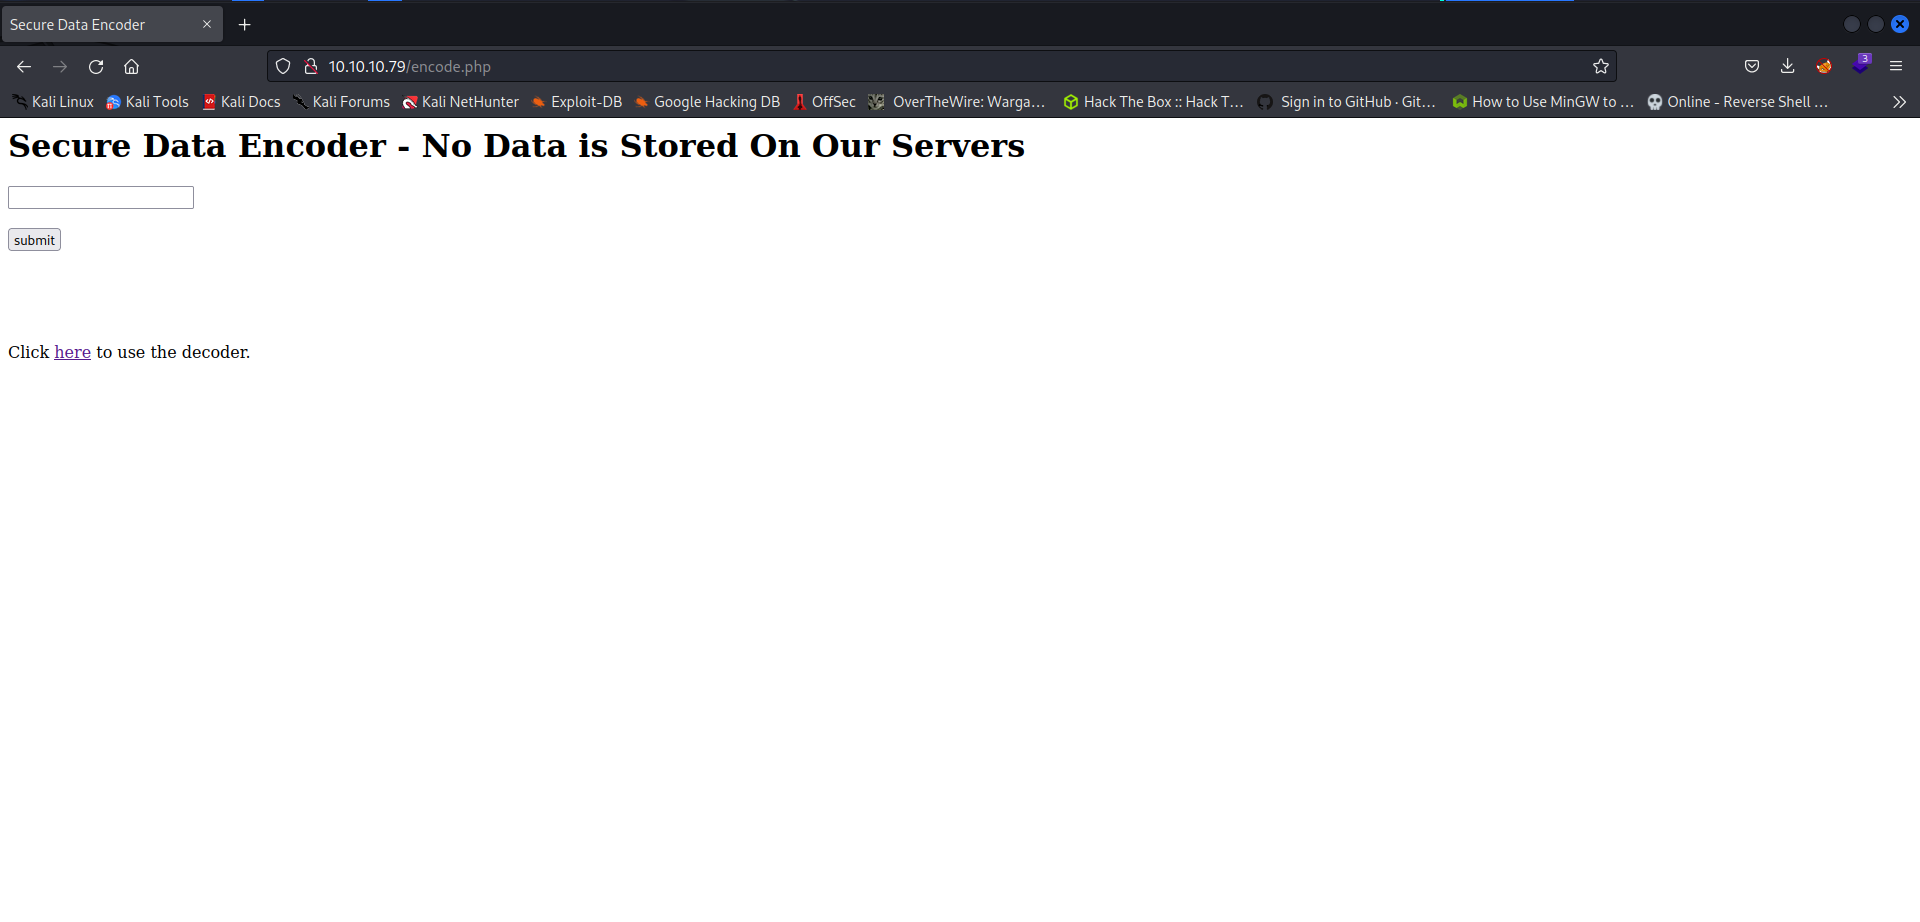 Secure Data Encoder
10.10.10.79/encode.php
3
Kali Linux Kali Tools Kali Docs Kali Forums Kali NetHunter Exploit-DB Google Hacking DB OffSec OverTheWire: Warga… Hack The Box :: Hack T… Sign in to GitHub · Git… How to Use MinGW to … Online - Reverse Shell …
Secure Data Encoder - No Data is Stored On Our Servers
submit
Click here to use the decoder.